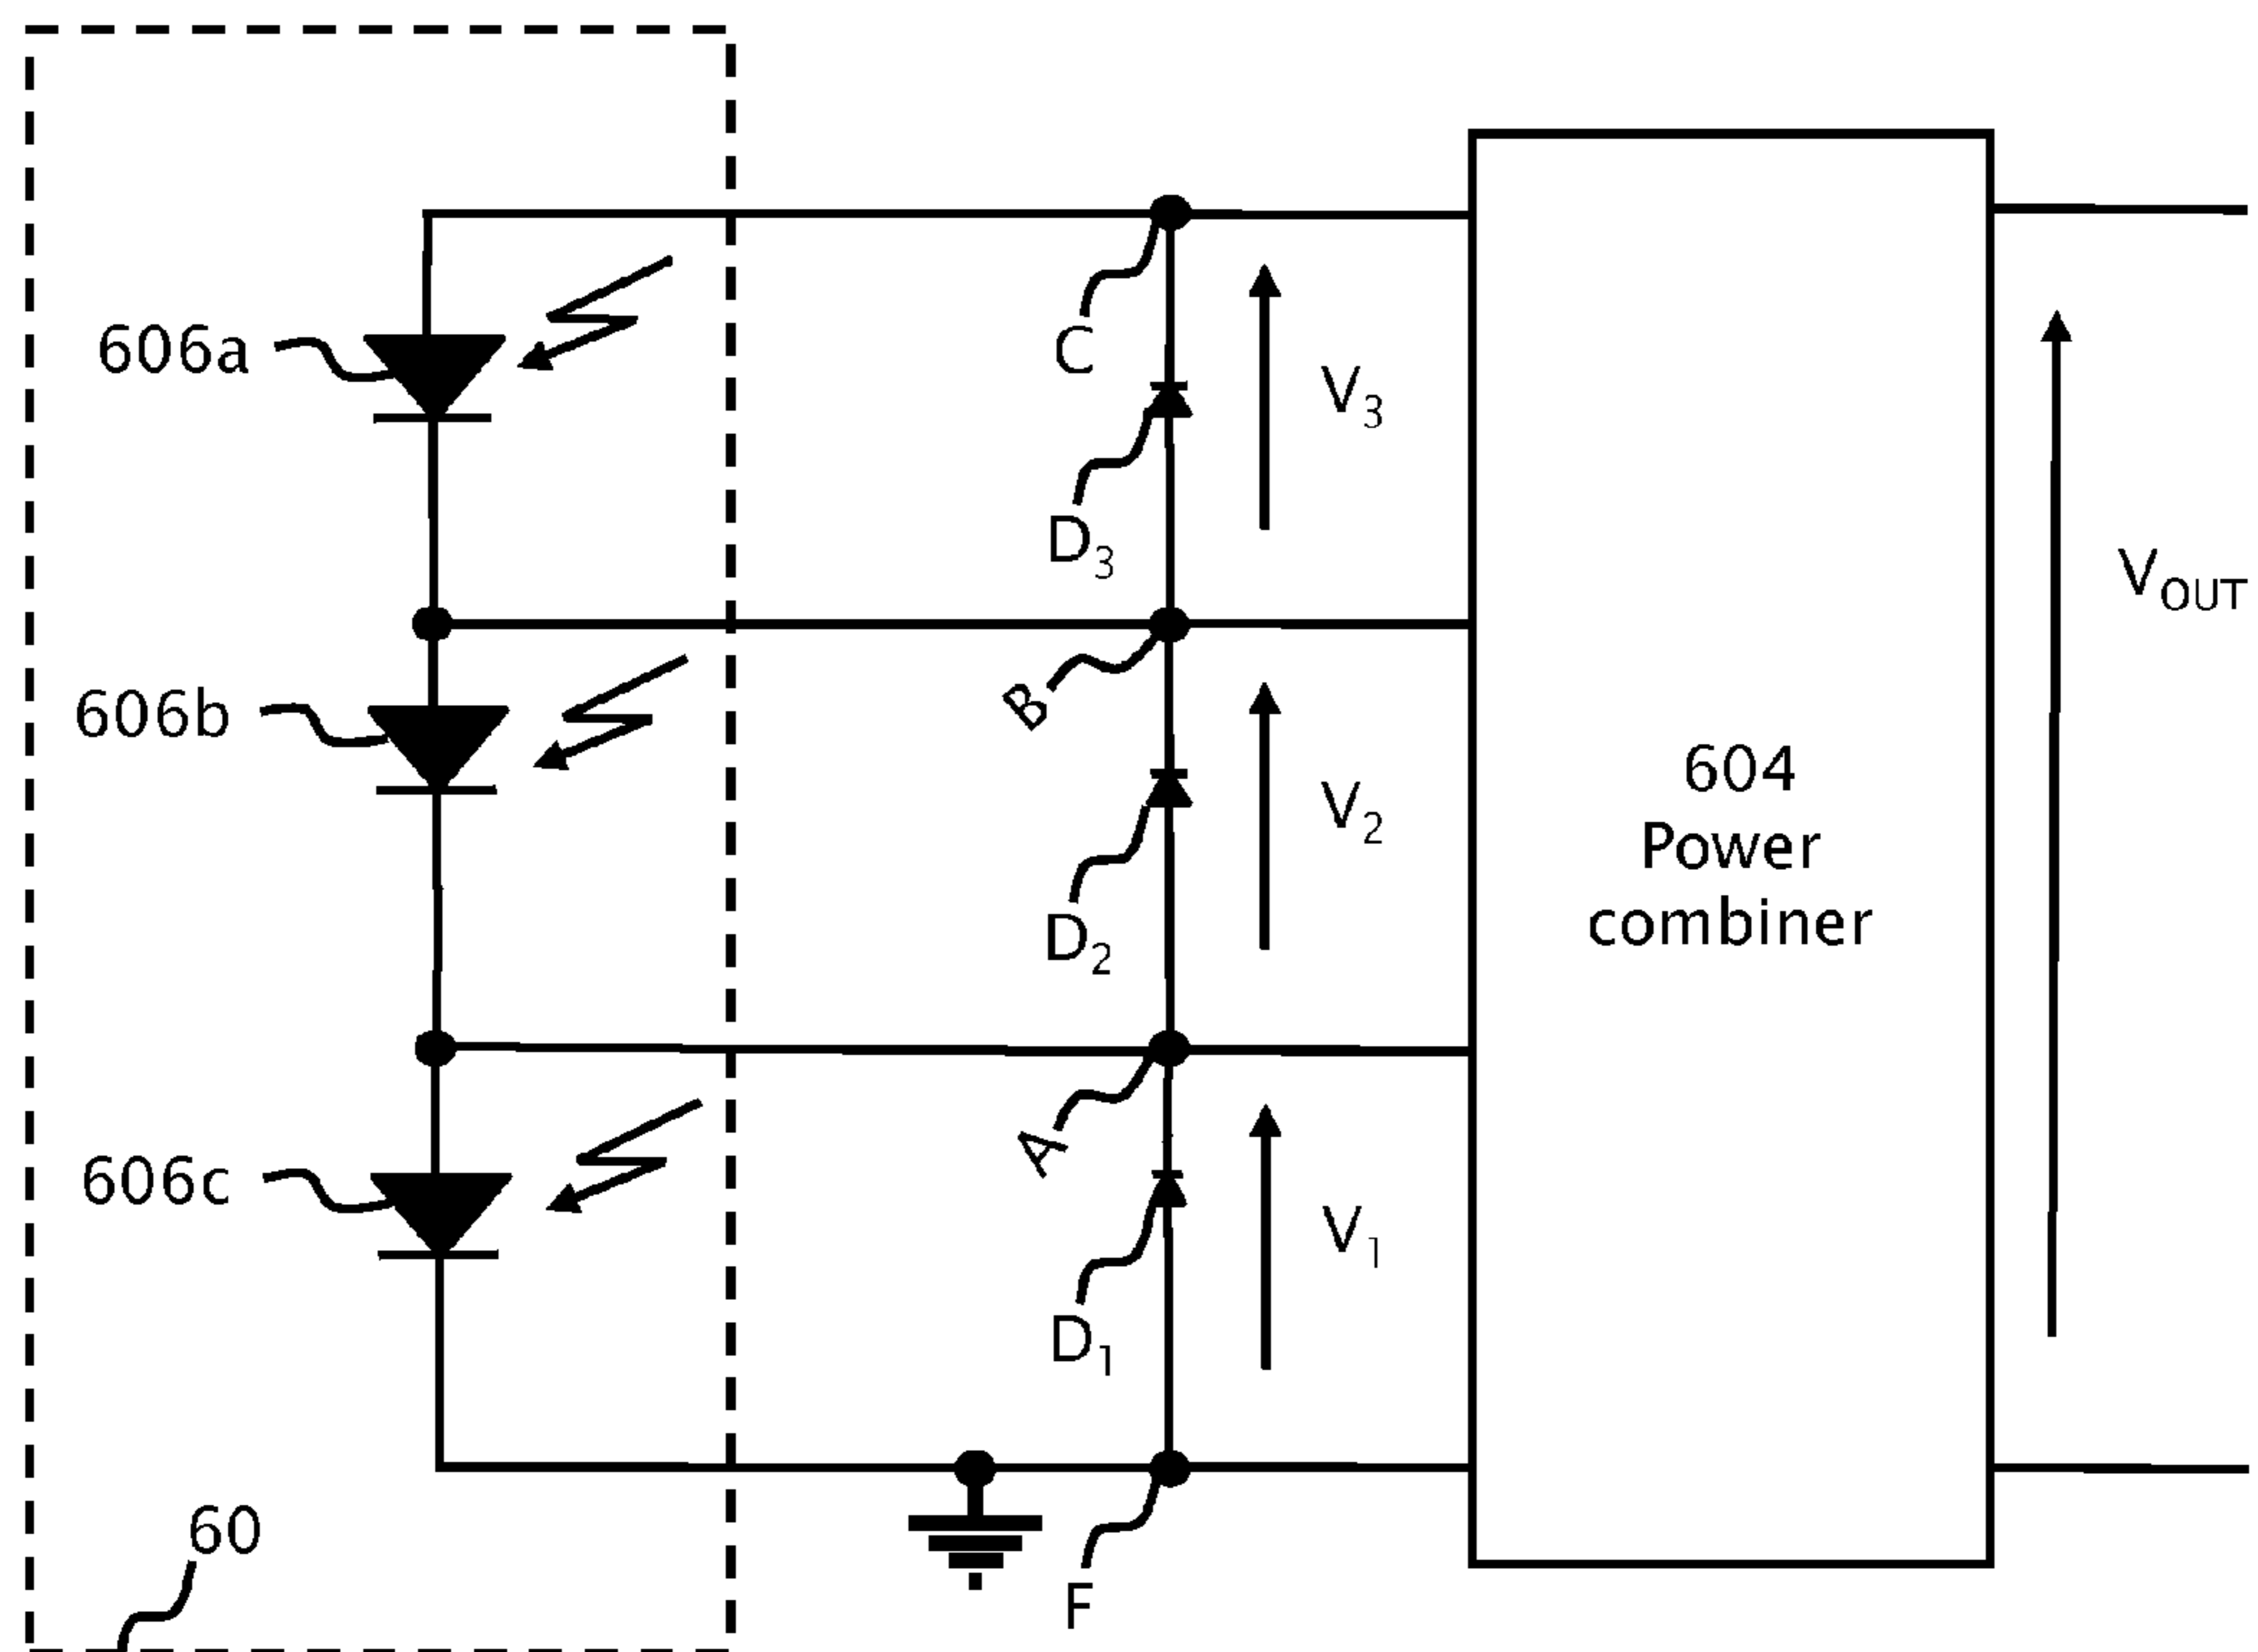 606a
C
V3
D3
VOUT
606b
B
604
Power
combiner
V2
D2
A
606c
V1
D1
60
F